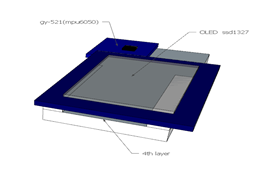 gy-521(mpu6050)
OLED ssd1327
4th layer